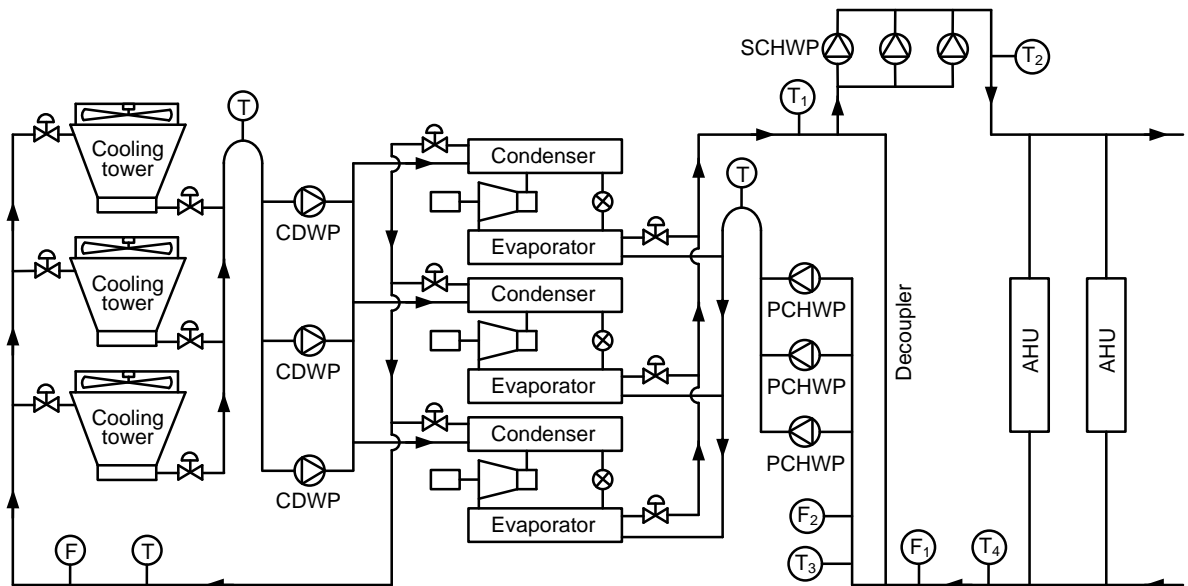 SCHWP
T2
T1
T
Cooling
tower
Condenser
T
CDWP
Evaporator
Cooling
tower
Condenser
PCHWP
CDWP
Evaporator
PCHWP
Decoupler
AHU
AHU
Cooling
tower
Condenser
PCHWP
CDWP
Evaporator
F2
F
T
T3
F1
T4